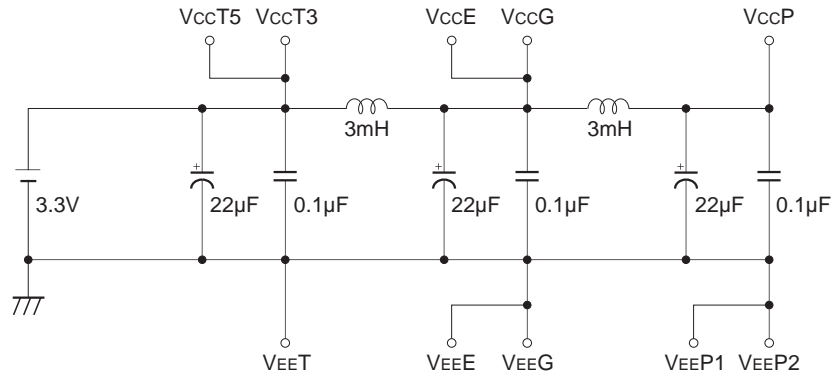 VCCT5 VCCT3 VCCE VCCG VCCP
3mH 3mH
3.3V 22µF 0.1µF 22µF 0.1µF 22µF 0.1µF
VEET VEEE VEEG VEEP1 VEEP2